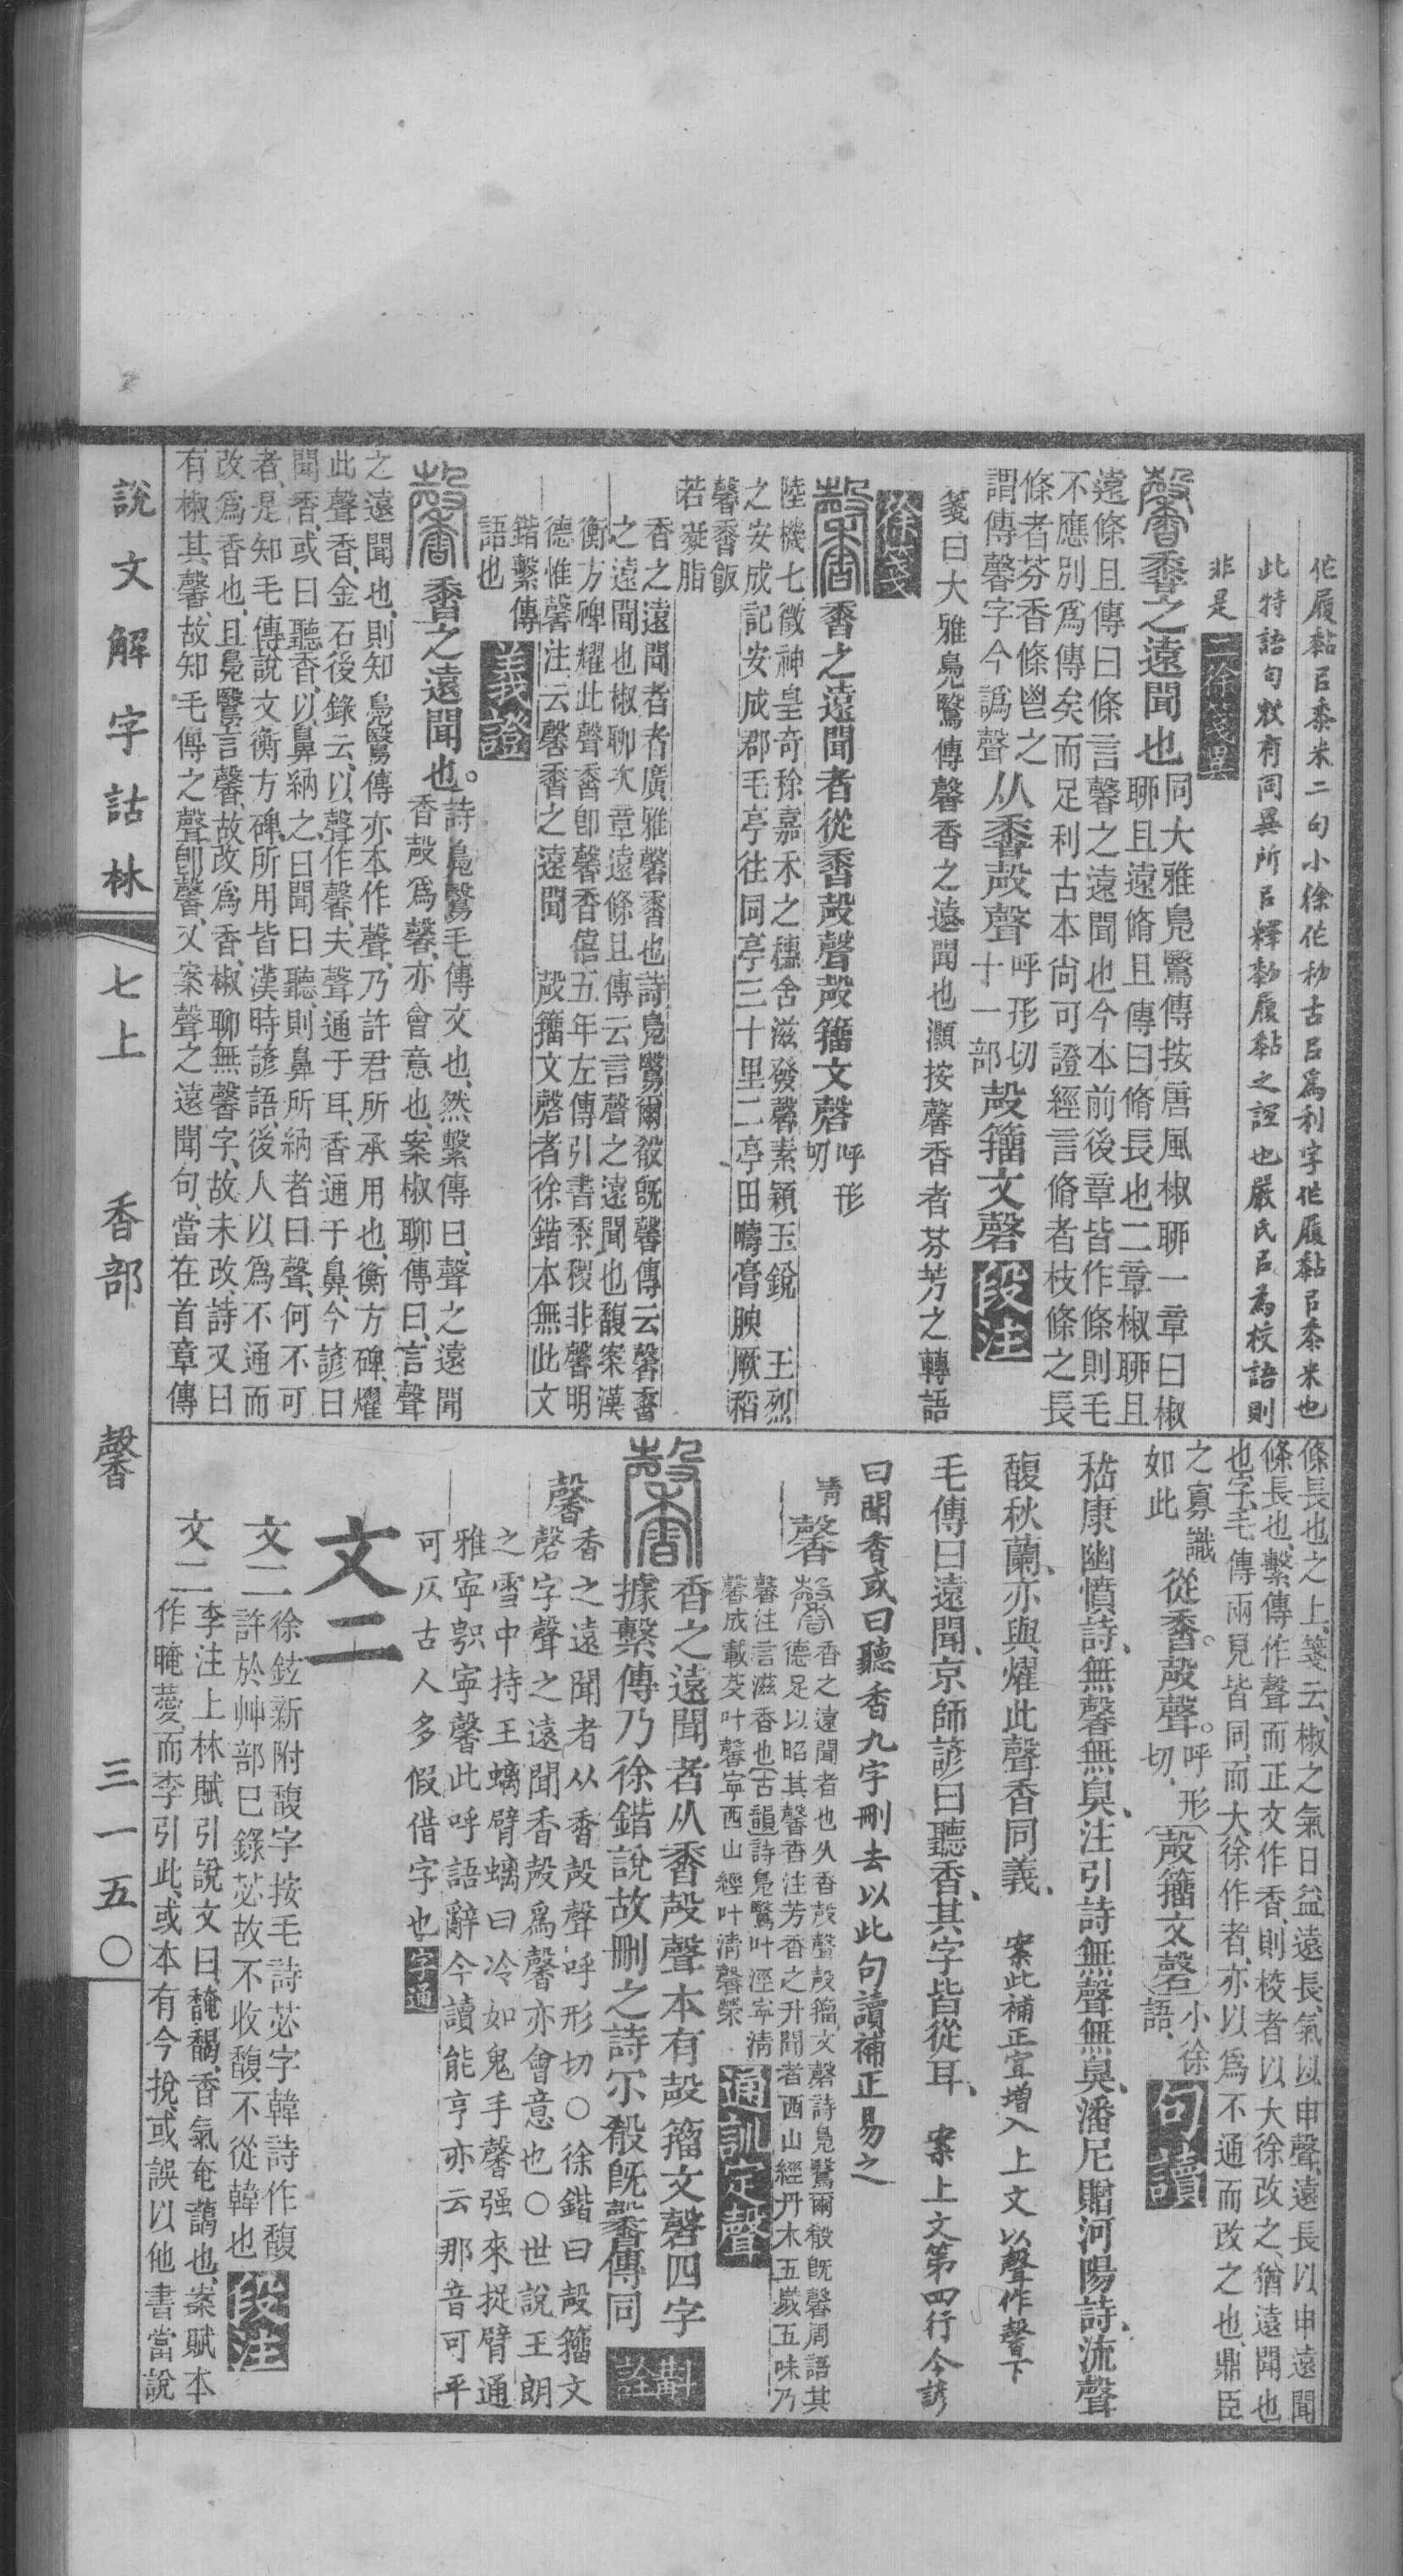 作履黏㠯黍米二句小徐作粉古㠯爲利字作履黏㠯黍米也
此特語句狀有同異所㠯釋勑履黏之誼也嚴氏㠯爲校語則
非是 二徐箋異
馨 黍之遠聞也 同大雅鳧鷖傳按唐風椒聊一章曰椒
聊且遠脩且傳曰脩長也二章椒聊且
遠條且傳曰條言馨之遠聞也今本前後章皆作條則毛
不應別爲傳矣而足利古本尚可證經言脩者枝條之長
條者芬香條鬯之
謂傳馨字今譌聲 从香殸聲 呼形切
十一部 殸籒文磬 段注
箋曰大雅鳧鷖傳馨香之遠聞也灝按馨香者芬芳之轉語
徐箋
馨 香之遠聞者從香殸聲殸籒文磬 呼形
切
陸機七徵神皇奇稌嘉禾之穗含滋發馨素穎玉銳 王烈
之安成記安成郡毛亭往同亭三十里二亭田疇膏腴厥稻
馨香飯
若凝脂
香之遠聞者者廣雅馨香也詩鳧鷖爾殽旣馨傳云馨香
之遠聞也椒聊次章遠條且傳云言聲之遠聞也馥案漢
衡方碑耀此聲香卽馨香僖五年左傳引書黍稷非馨明
德惟馨注云馨香之遠聞 殸籒文磬者徐鍇本無此文
鍇繫傳
語也 義證
馨 香之遠聞也。詩鳧鷖毛傳文也、然繫傳曰、聲之遠聞
香殸爲馨、亦會意也、案椒聊傳曰、言聲
之遠聞也、則知鳧鷖傳亦本作聲、乃許君所承用也衡方碑、燿
此聲香、金石後錄云、以聲作馨、夫聲通于耳、香通于鼻、今諺曰
聞香、或曰聽香、以鼻納之、曰聞曰聽、則鼻所納者曰聲、何不可
者、是知毛傳說文衡方碑、所用皆漢時諺語、後人以爲不通而
改爲香也、且鳧鷖言馨、故改爲香、椒聊無馨字、故未改、詩又曰
有椒其馨、故知毛傳之聲卽馨、又案聲之遠聞句、當在首章傳
條長也之上、箋云、椒之氣日益遠長、氣以申聲、遠長以申遠聞
條長也、繫傳作聲而正文作香、則校者以大徐改之、猶遠聞也
也字、毛傳兩見皆同、而大徐作者、亦以爲不通而改之也、鼎臣
之寡識
如此 從香。殸聲。呼形
切、 殸籒文磬 小徐
語、 句讀
嵇康幽憤詩、無馨無臭、注引詩無聲無臭、潘尼贈河陽詩、流聲
馥秋蘭、亦與燿此聲香同義、 案此補正宜增入上文以聲作馨下
毛傳曰遠聞、京師諺曰聽香、其字皆從耳、 案上文第四行今諺
曰聞香或曰聽香九字刪去以此句讀補正易之
清 馨 香之遠聞者也从香殸聲殸籒文磬詩鳧鷖爾殽旣馨周語其
德足以昭其馨香注芳香之升聞者西山經丹木五歲五味乃
馨注言滋香也 古韻 詩鳧鷖叶涇寧清
馨成載芟叶馨寧西山經叶清馨榮 通訓定聲
馨 香之遠聞者从香殸聲本有殸籒文磬四字
據繫傳乃徐鍇說故刪之詩尒殽旣馨傳同 斠詮
馨 香之遠聞者从香殸聲呼形切○徐鍇曰殸籒文
磬字聲之遠聞香殸爲馨亦會意也○世說王朗
之雪中持王螭臂螭曰冷如鬼手馨强來捉臂通
雅寧䶗寧馨此呼語辭今讀能亨亦云那音可平
可仄古人多假借字也 字通
文二
文二 徐鉉新附馥字按毛詩苾字韓詩作馥
許於艸部巳錄苾故不收馥不從韓也 段注
文二 李注上林賦引說文曰、馣馤、香氣奄藹也、案賦本
作晻薆、而李引此、或本有今挩、或誤以他書當說
說文解字詁林 七上 香部 馨 三一五〇